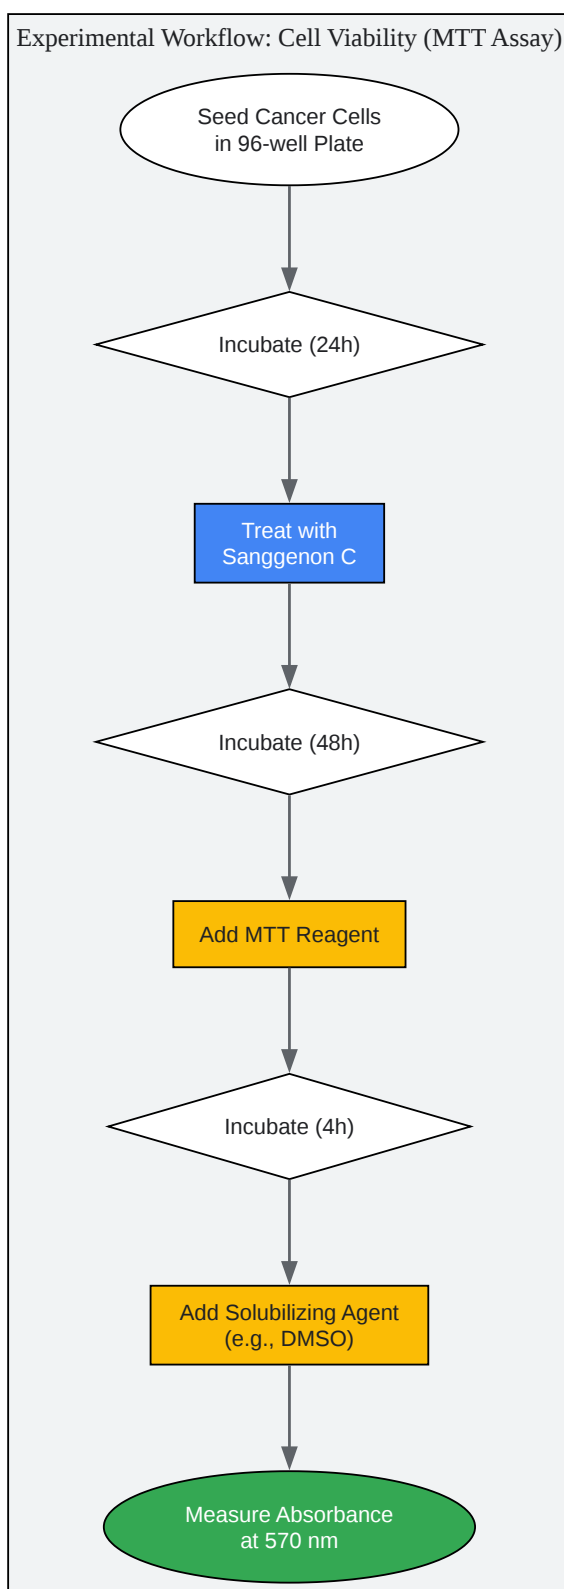 Experimental Workflow: Cell Viability (MTT Assay)
Seed Cancer Cells
in 96-well Plate
Incubate (24h)
Treat with
Sanggenon C
Incubate (48h)
Add MTT Reagent
Incubate (4h)
Add Solubilizing Agent
(e.g., DMSO)
Measure Absorbance
at 570 nm